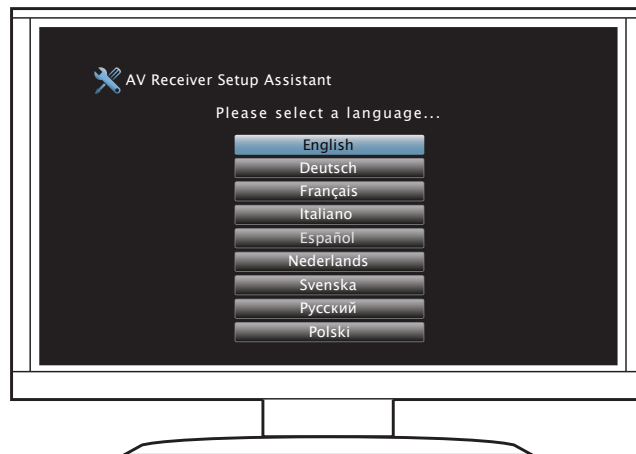 AV Receiver Setup Assistant
Please select a language...
English
Deutsch
Français
Italiano
Español
Nederlands
Svenska
Русский
Polski